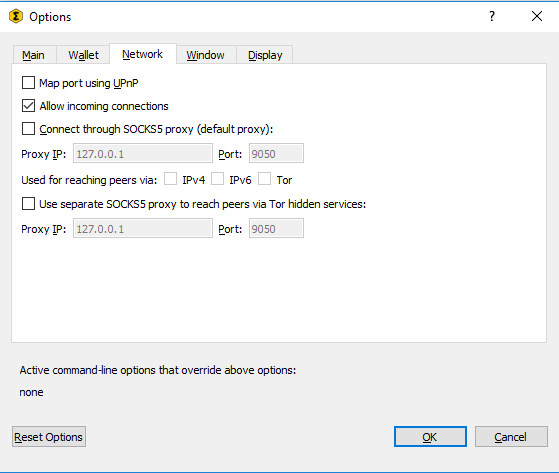 Options
Main Wallet Network Window Display
Map port using UPnP
Allow incoming connections
Connect through SOCKS5 proxy (default proxy):
Proxy IP: 127.0.0.1 Port: 9050
Used for reaching peers via: IPv4 IPv6 Tor
Use separate SOCKS5 proxy to reach peers via Tor hidden services:
Proxy IP: 127.0.0.1 Port: 9050
Active command-line options that override above options:
none
Reset Options OK Cancel